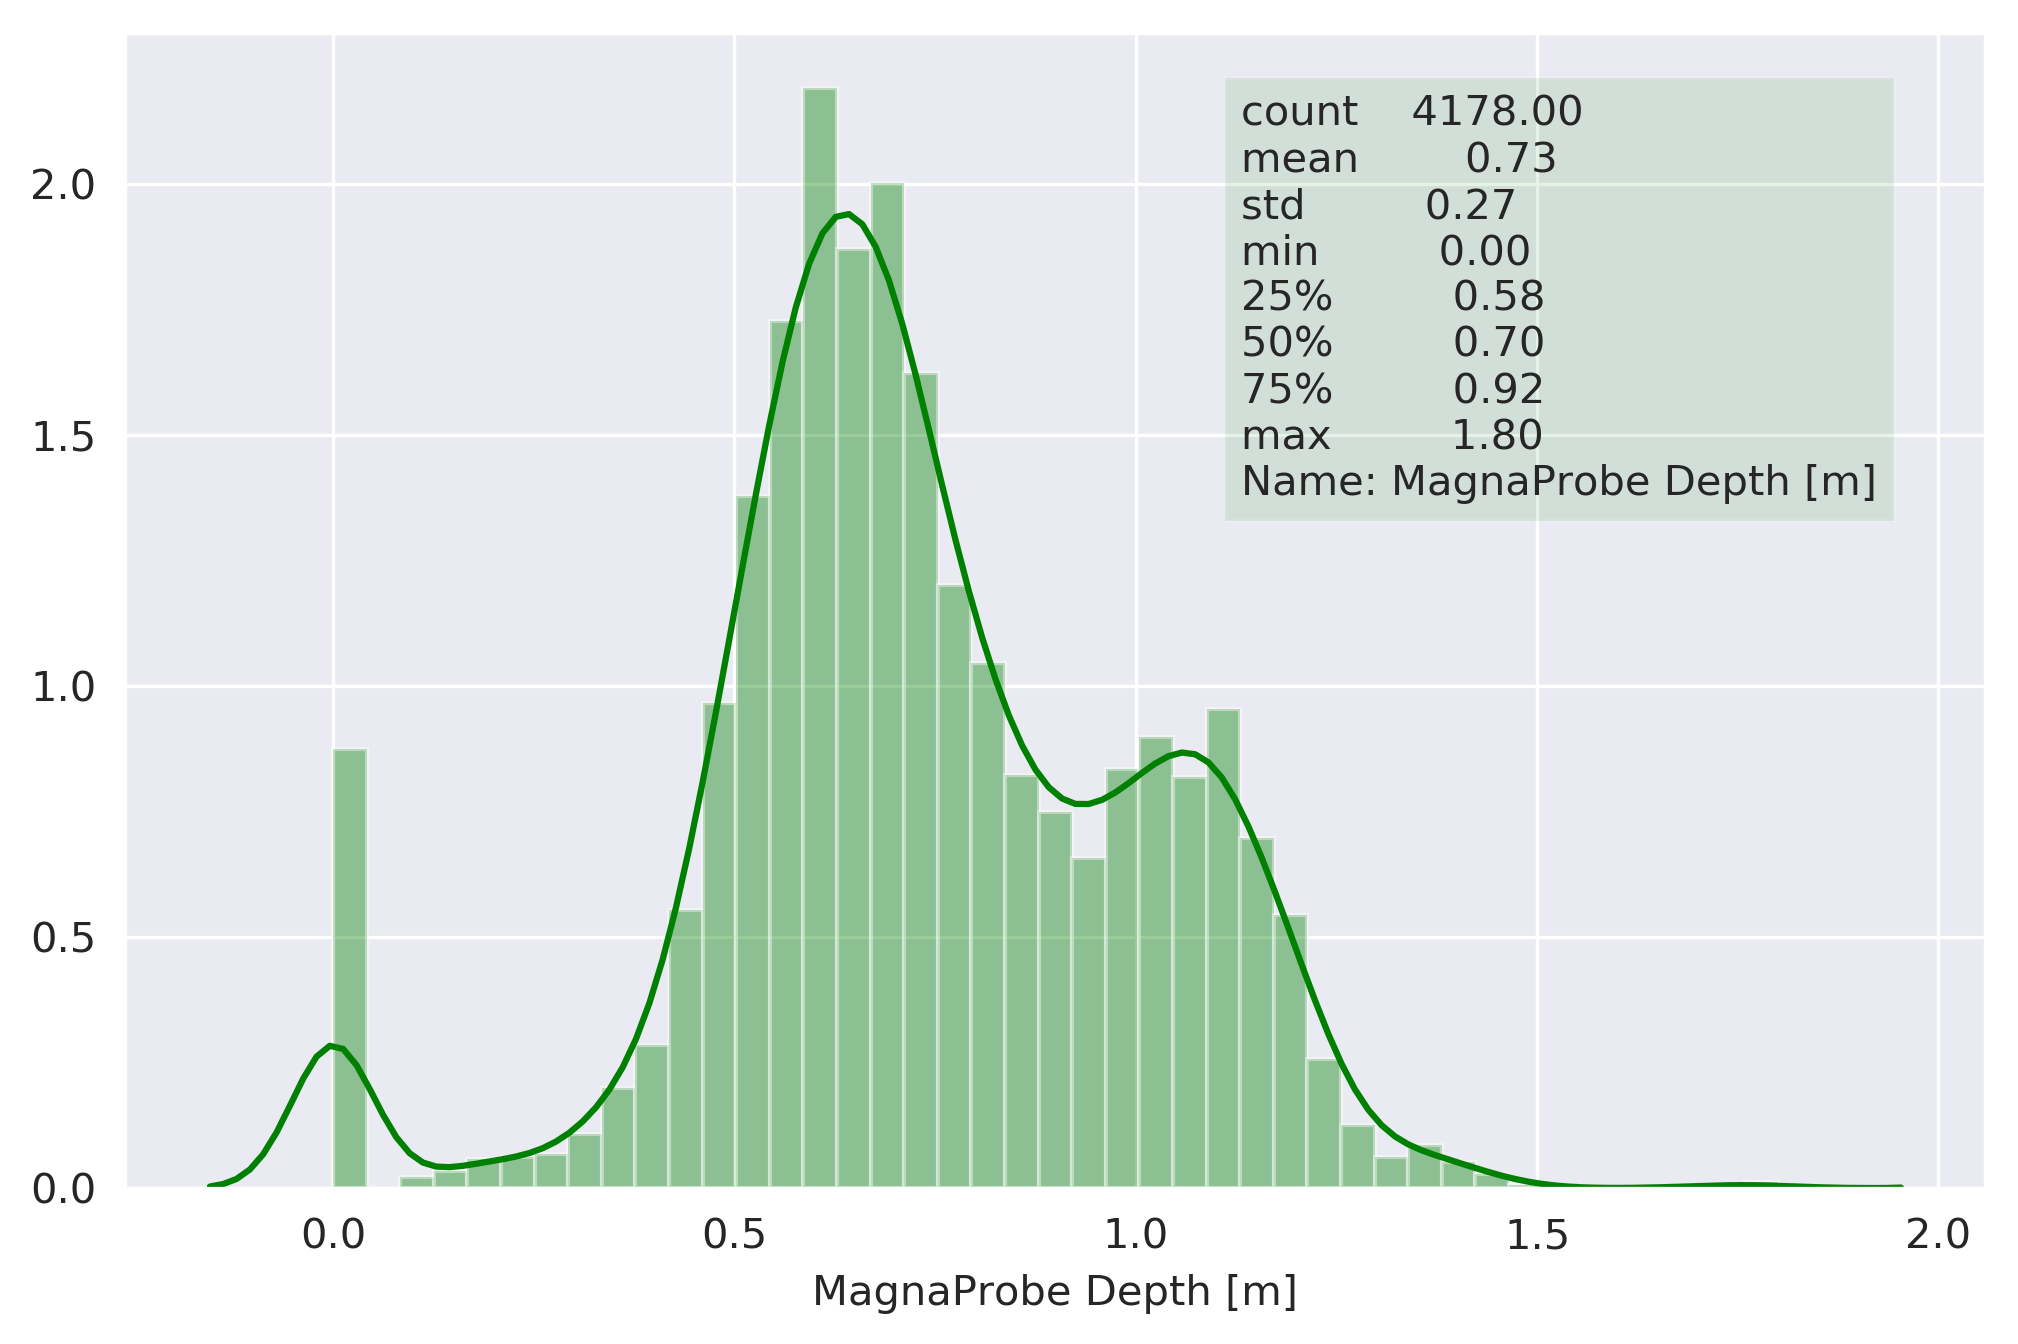 count 4178.00
mean 0.73
std 0.27
min 0.00
25% 0.58
50% 0.70
75% 0.92
max 1.80
Name: MagnaProbe Depth [m]
2.0
1.5
1.0
0.5
0.0
0.0 0.5 1.0 1.5 2.0
MagnaProbe Depth [m]